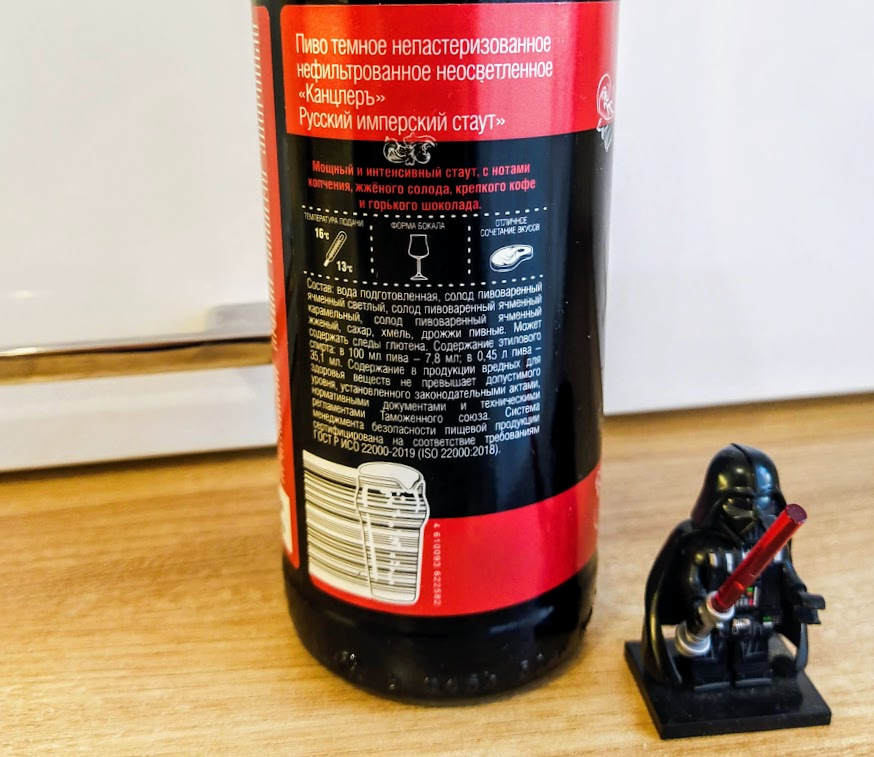 Пиво темное непастеризованное
нефильтрованное неосветленное
«Канцлеръ»
Русский имперский стаут»
Мощный и интенсивный стаут, с нотами
копчения, жжёного солода, крепкого кофе
и горького шоколада.
ТЕМПЕРАТУРА ПОДАЧИ
16°C
13°C
ФОРМА БОКАЛА
ОТЛИЧНОЕ
СОЧЕТАНИЕ ВКУСОВ
Состав: вода подготовленная, солод пивоваренный
ячменный светлый, солод пивоваренный ячменный
карамельный, солод пивоваренный ячменный
жженый, сахар, хмель, дрожжи пивные. Может
содержать следы глютена. Содержание этилового
спирта: в 100 мл пива – 7,8 мл; в 0,45 л пива –
35,1 мл. Содержание в продукции вредных для
здоровья веществ не превышает допустимого
уровня, установленного законодательными актами,
нормативными документами и техническими
регламентами Таможенного союза. Система
менеджмента безопасности пищевой продукции
сертифицирована на соответствие требованиям
ГОСТ Р ИСО 22000-2019 (ISO 22000:2018).
4 610093 622582